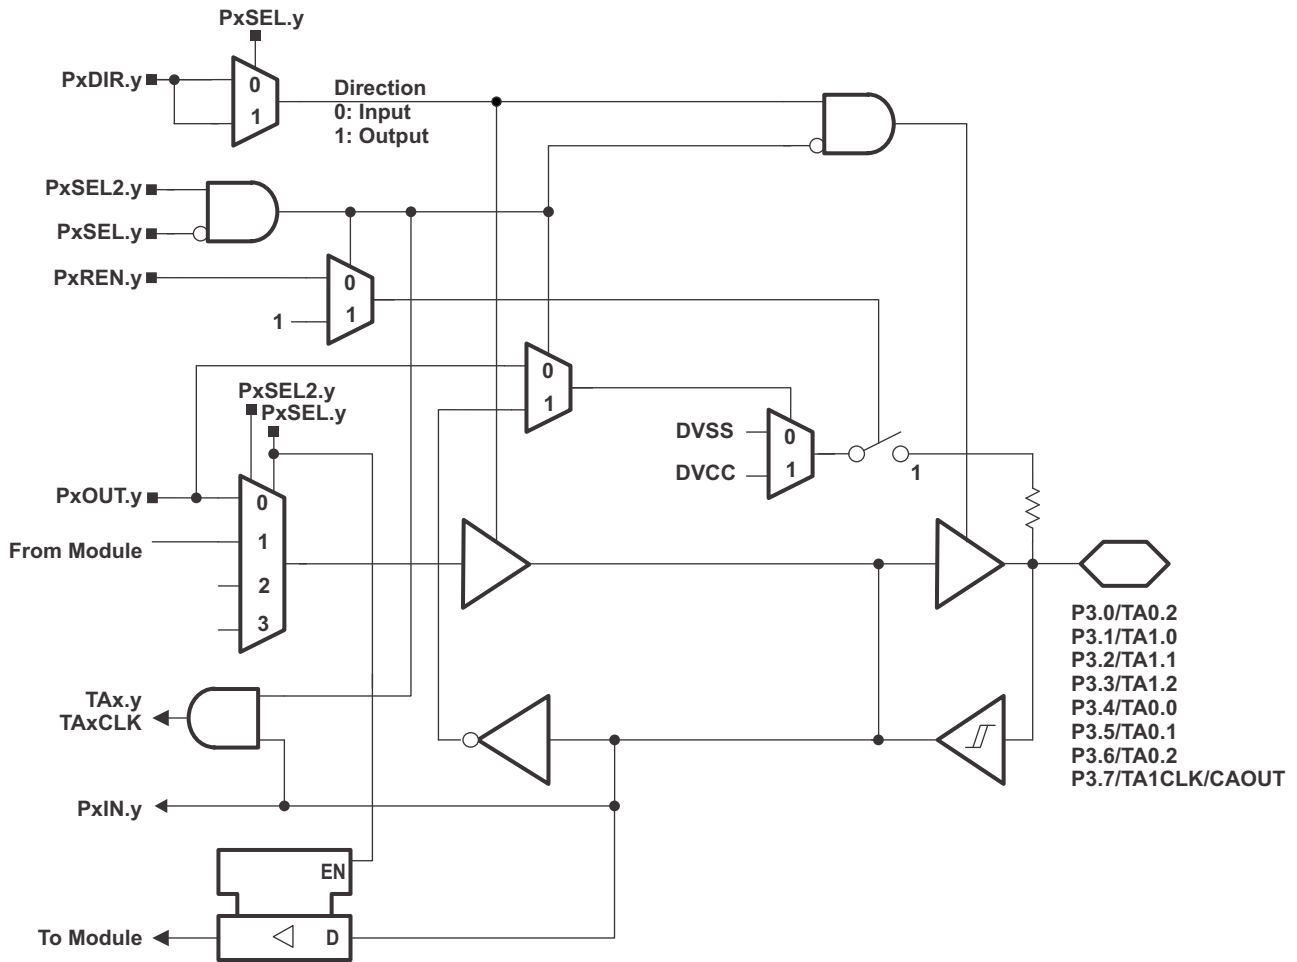 PxSEL.y
PxDIR.y
0
1
Direction
0: Input
1: Output
PxSEL2.y
PxSEL.y
PxREN.y
0
1
1
0
1
PxSEL2.y
PxSEL.y
DVSS
DVCC
0
1
1
PxOUT.y
From Module
0
1
2
3
P3.0/TA0.2
P3.1/TA1.0
P3.2/TA1.1
P3.3/TA1.2
P3.4/TA0.0
P3.5/TA0.1
P3.6/TA0.2
P3.7/TA1CLK/CAOUT
TAx.y
TAxCLK
PxIN.y
EN
D
To Module